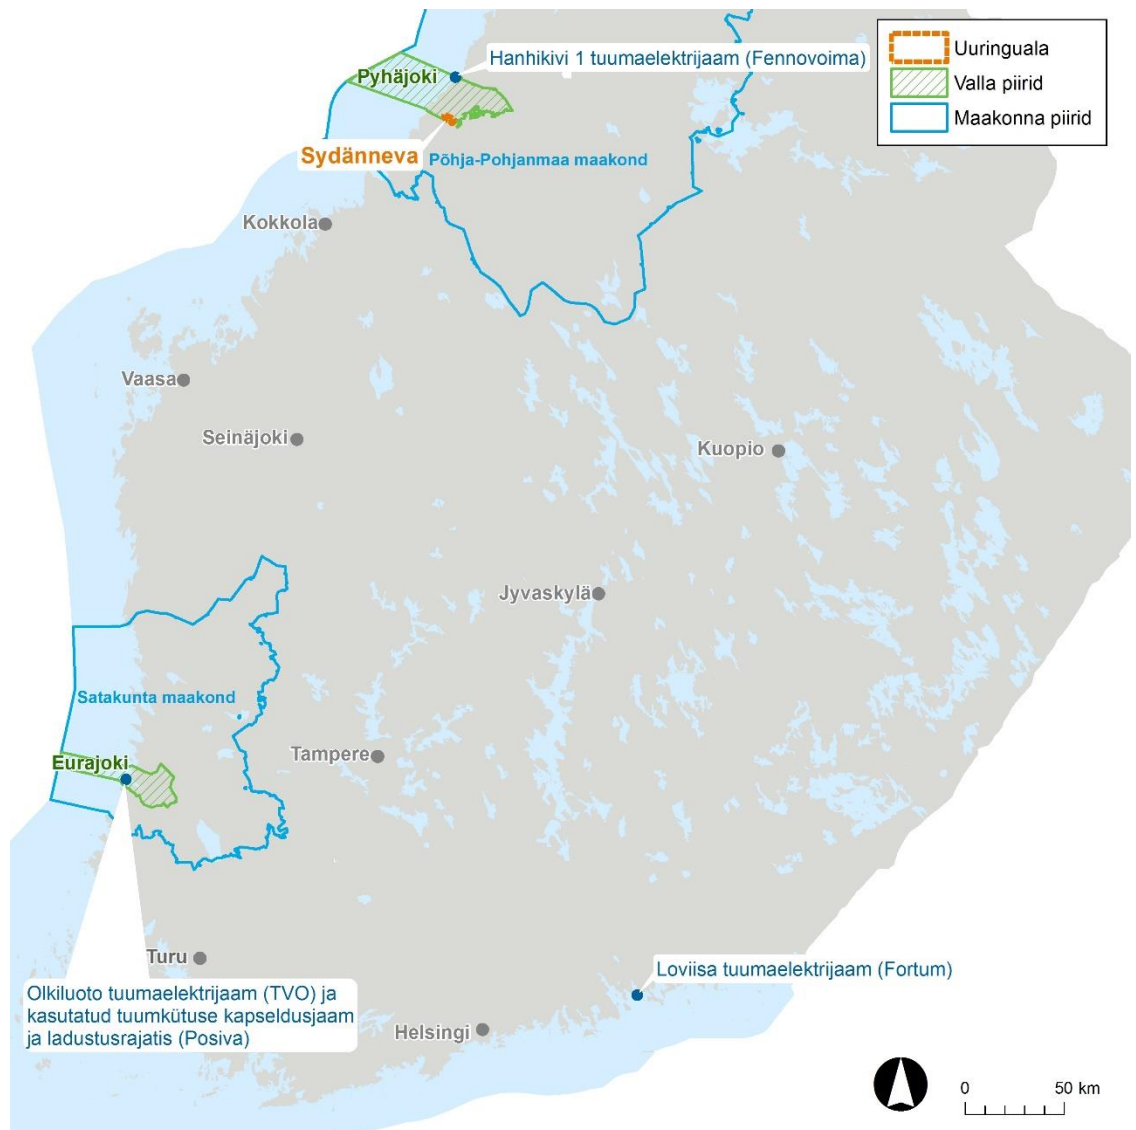 Hanhikivi 1 tuumaelektrijaam (Fennovoima)
Uuringuala
Valla piirid
Maakonna piirid
Pyhäjoki
Sydänneva
Põhja-Pohjanmaa maakond
Kokkola
Vaasa
Seinäjoki
Kuopio
Jyvaskylä
Satakunta maakond
Tampere
Eurajoki
Turu
Loviisa tuumaelektrijaam (Fortum)
Olkiluoto tuumaelektrijaam (TVO) ja
kasutatud tuumkütuse kapseldusjaam
ja ladustusrajatis (Posiva)
Helsingi
0 50 km